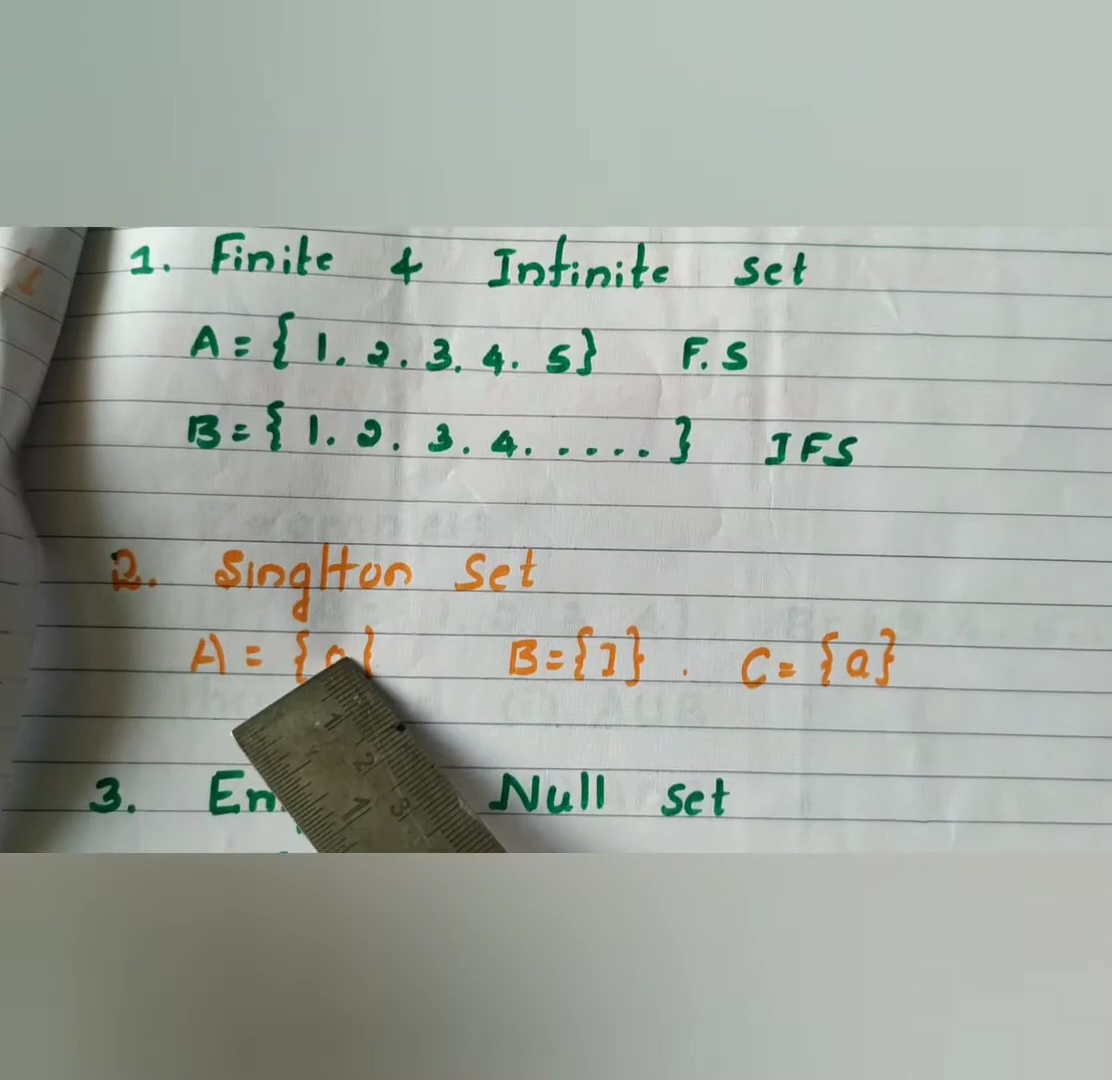 1. Finite & Infinite set
A = { 1. 2. 3. 4. 5} F.S
B = { 1. 2. 3. 4. . . . . . } IFS
2. Singlton Set
A = { } B = {1} . C = {a}
3. Null set